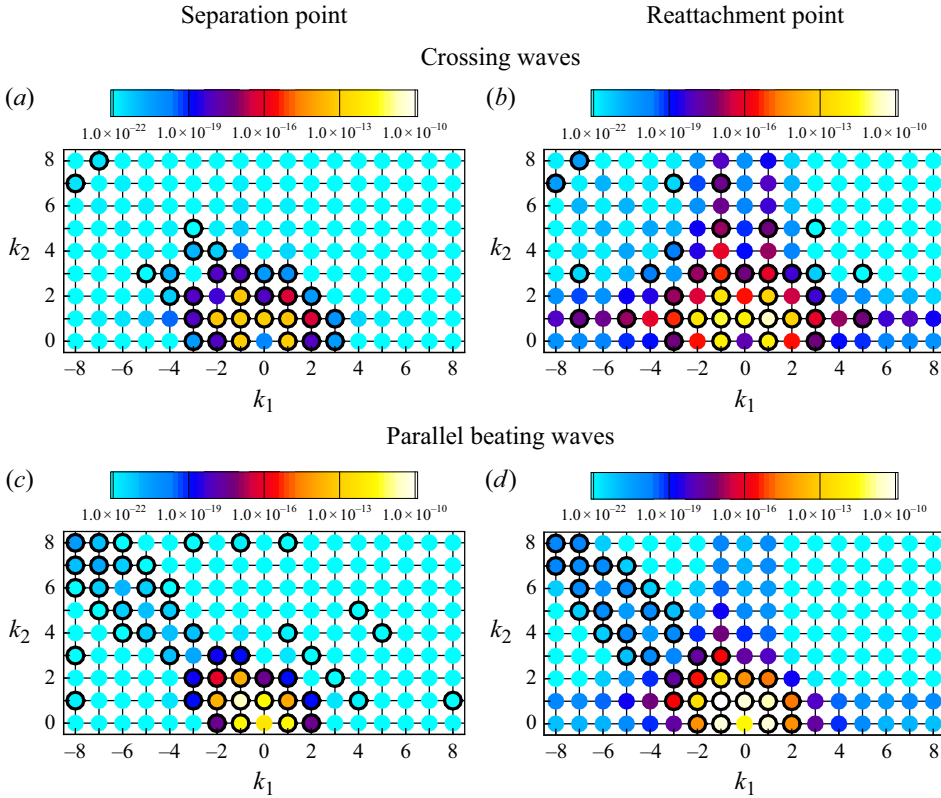 Separation point Reattachment point
Crossing waves
(a) (b)
1.0 × 10⁻²² 1.0 × 10⁻¹⁹ 1.0 × 10⁻¹⁶ 1.0 × 10⁻¹³ 1.0 × 10⁻¹⁰ 1.0 × 10⁻²² 1.0 × 10⁻¹⁹ 1.0 × 10⁻¹⁶ 1.0 × 10⁻¹³ 1.0 × 10⁻¹⁰
8 8
6 6
k₂ k₂
4 4
2 2
0 0
–8 –6 –4 –2 0 2 4 6 8 –8 –6 –4 –2 0 2 4 6 8
k₁ k₁
Parallel beating waves
(c) (d)
1.0 × 10⁻²² 1.0 × 10⁻¹⁹ 1.0 × 10⁻¹⁶ 1.0 × 10⁻¹³ 1.0 × 10⁻¹⁰ 1.0 × 10⁻²² 1.0 × 10⁻¹⁹ 1.0 × 10⁻¹⁶ 1.0 × 10⁻¹³ 1.0 × 10⁻¹⁰
8 8
6 6
k₂ k₂
4 4
2 2
0 0
–8 –6 –4 –2 0 2 4 6 8 –8 –6 –4 –2 0 2 4 6 8
k₁ k₁